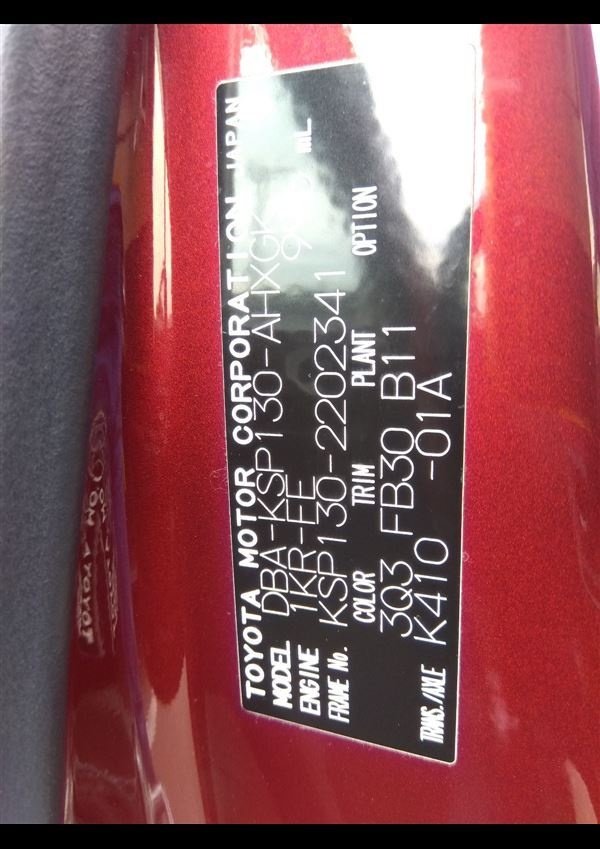 TOYOTA MOTOR CORPORATION JAPAN
MODEL DBA-KSP130-AHXGK
ENGINE 1KR-FE ML
FRAME No. KSP130-2202341
COLOR TRIM PLANT OPTION
3Q3 FB30 B11
TRANS./AXLE K410 -01A